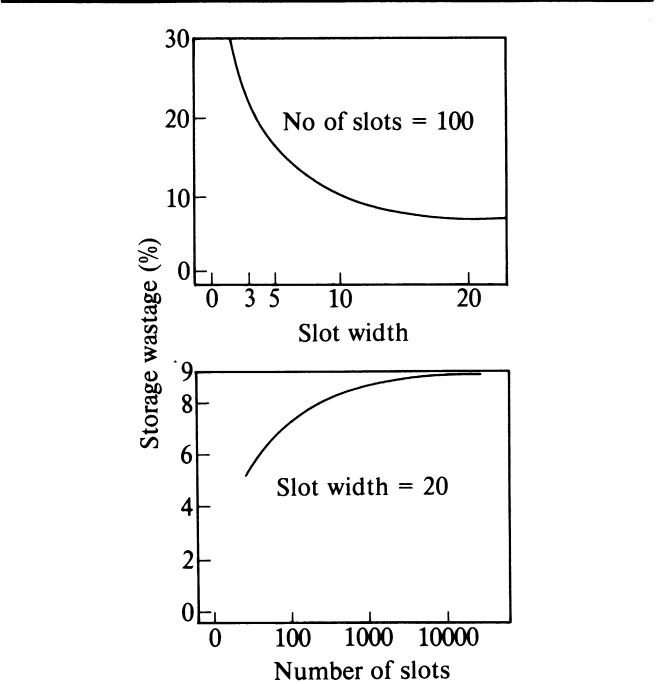 30
20
10
0
No of slots = 100
0 3 5 10 20
Slot width
Storage wastage (%)
9
8
6
4
2
0
Slot width = 20
0 100 1000 10000
Number of slots